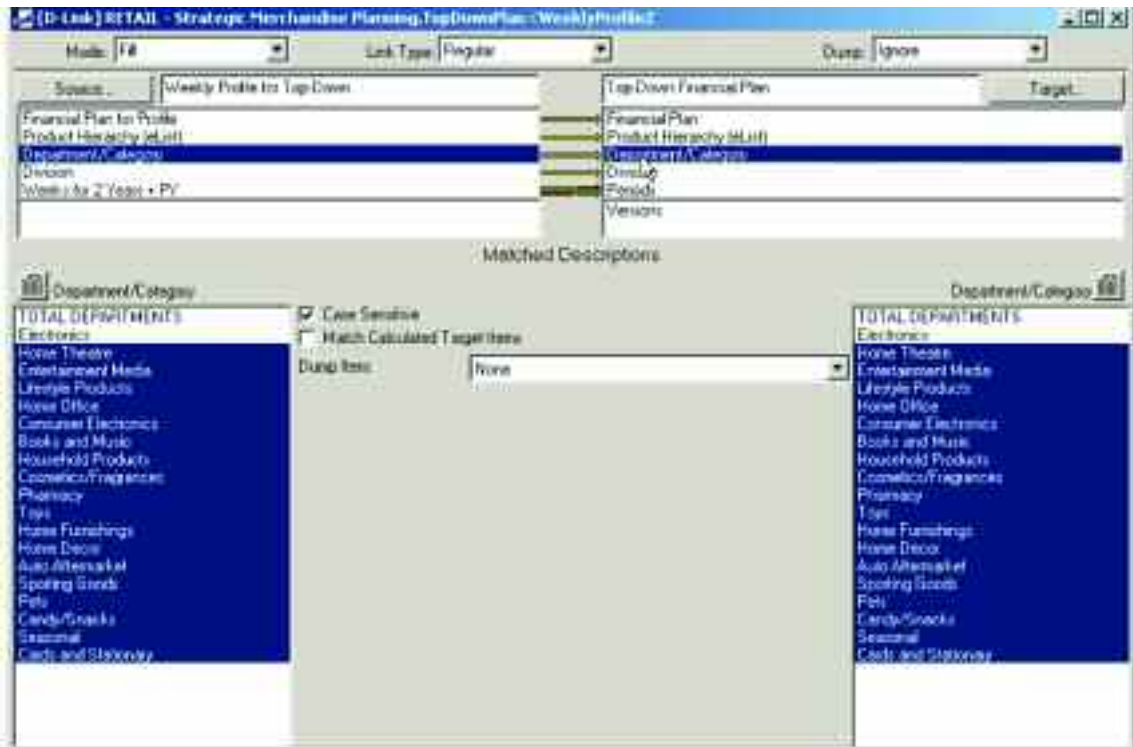 [D-Link] RETAIL - Strategic Merchandise Planning.TopDownPlan : WeeklyProfile2
Mode: Fill Link Type: Regular Dump: Ignore
Source... Weekly Profile for Top Down Top Down Financial Plan Target...
Financial Plan for Profile Financial Plan
Product Hierarchy (eList) Product Hierarchy (eList)
Department/Category Department/Category
Division Division
Weeks for 2 Years + PY Periods
Versions
Matched Descriptions
Department/Category Department/Category
TOTAL DEPARTMENTS Case Sensitive TOTAL DEPARTMENTS
Electronics Match Calculated Target Items Electronics
Home Theatre Dump Item: None Home Theatre
Entertainment Media Entertainment Media
Lifestyle Products Lifestyle Products
Home Office Home Office
Consumer Electronics Consumer Electronics
Books and Music Books and Music
Household Products Household Products
Cosmetics/Fragrances Cosmetics/Fragrances
Pharmacy Pharmacy
Toys Toys
Home Furnishings Home Furnishings
Home Decor Home Decor
Auto Aftermarket Auto Aftermarket
Sporting Goods Sporting Goods
Pets Pets
Candy/Snacks Candy/Snacks
Seasonal Seasonal
Cards and Stationary Cards and Stationary